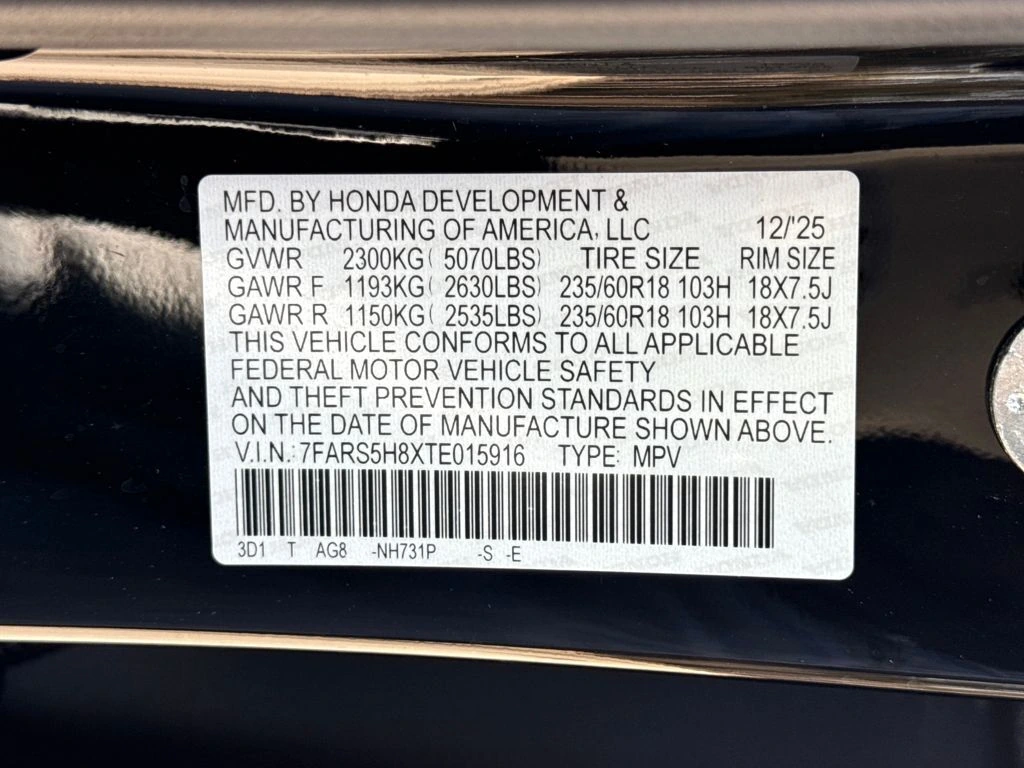 MFD. BY HONDA DEVELOPMENT &
MANUFACTURING OF AMERICA, LLC 12/'25
GVWR 2300KG( 5070LBS) TIRE SIZE RIM SIZE
GAWR F 1193KG( 2630LBS) 235/60R18 103H 18X7.5J
GAWR R 1150KG( 2535LBS) 235/60R18 103H 18X7.5J
THIS VEHICLE CONFORMS TO ALL APPLICABLE
FEDERAL MOTOR VEHICLE SAFETY
AND THEFT PREVENTION STANDARDS IN EFFECT
ON THE DATE OF MANUFACTURE SHOWN ABOVE.
V.I.N.: 7FARS5H8XTE015916 TYPE: MPV
3D1 T AG8 -NH731P -S -E